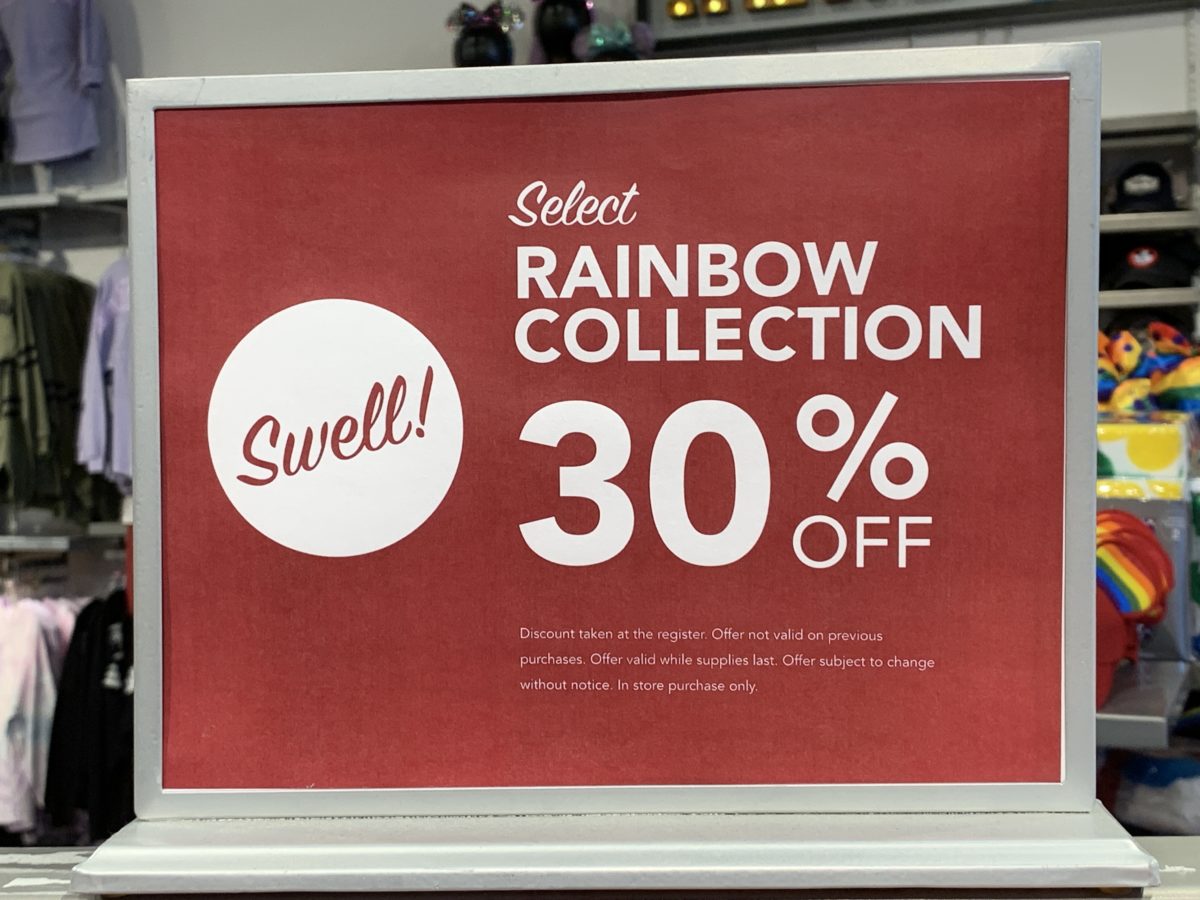 Swell!
Select
RAINBOW
COLLECTION
30%
OFF
Discount taken at the register. Offer not valid on previous
purchases. Offer valid while supplies last. Offer subject to change
without notice. In store purchase only.